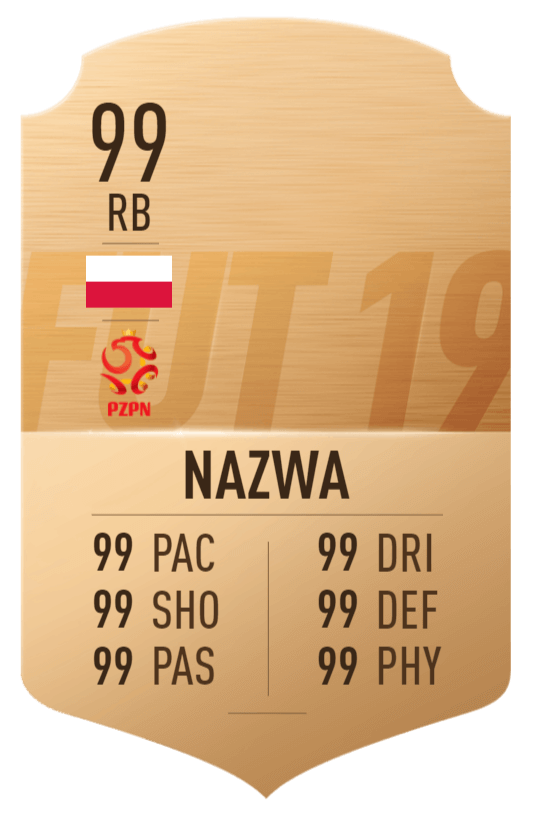 99
RB
FUT 19
PZPN
NAZWA
99 PAC 99 DRI
99 SHO 99 DEF
99 PAS 99 PHY